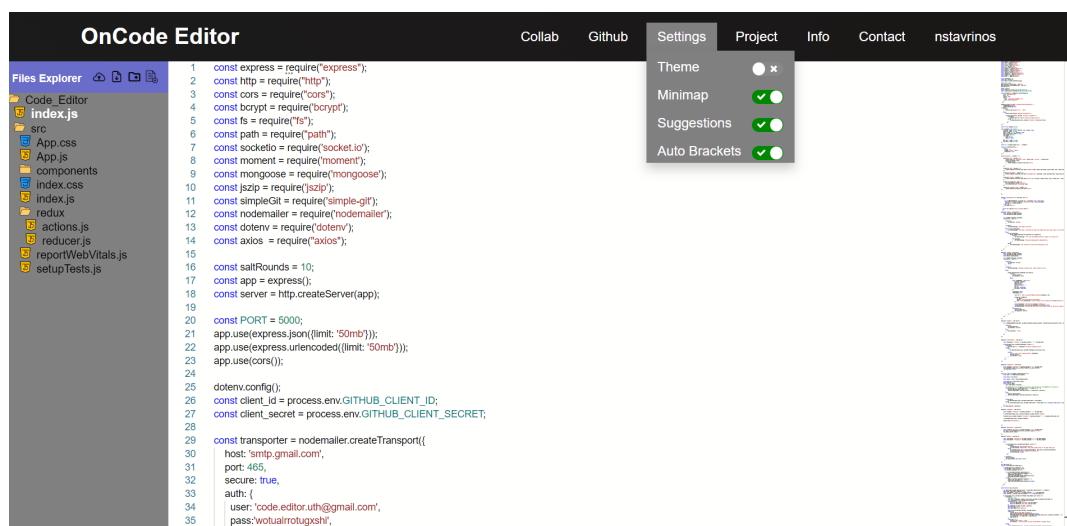 OnCode Editor
Collab
Github
Settings
Project
Info
Contact
nstavrinos
Theme
Minimap
Suggestions
Auto Brackets
Files Explorer
Code_Editor
index.js
src
App.css
App.js
components
index.css
index.js
redux
actions.js
reducer.js
reportWebVitals.js
setupTests.js
1 const express = require("express");
2 const http = require("http");
3 const cors = require("cors");
4 const bcrypt = require('bcrypt');
5 const fs = require("fs");
6 const path = require("path");
7 const socketio = require('socket.io');
8 const moment = require('moment');
9 const mongoose = require('mongoose');
10 const jszip = require('jszip');
11 const simpleGit = require('simple-git');
12 const nodemailer = require('nodemailer');
13 const dotenv = require('dotenv');
14 const axios = require("axios");
15
16 const saltRounds = 10;
17 const app = express();
18 const server = http.createServer(app);
19
20 const PORT = 5000;
21 app.use(express.json({limit: '50mb'}));
22 app.use(express.urlencoded({limit: '50mb'}));
23 app.use(cors());
24
25 dotenv.config();
26 const client_id = process.env.GITHUB_CLIENT_ID;
27 const client_secret = process.env.GITHUB_CLIENT_SECRET;
28
29 const transporter = nodemailer.createTransport({
30 host: 'smtp.gmail.com',
31 port: 465,
32 secure: true,
33 auth: {
34 user: 'code.editor.uth@gmail.com',
35 pass:'wotualrrotugxshl',